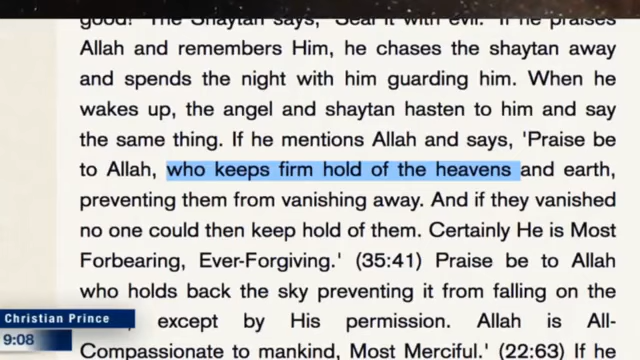 good!' The Shaytan says, 'Seal it with evil.' If he praises
Allah and remembers Him, he chases the shaytan away
and spends the night with him guarding him. When he
wakes up, the angel and shaytan hasten to him and say
the same thing. If he mentions Allah and says, 'Praise be
to Allah, who keeps firm hold of the heavens and earth,
preventing them from vanishing away. And if they vanished
no one could then keep hold of them. Certainly He is Most
Forbearing, Ever-Forgiving.' (35:41) Praise be to Allah
who holds back the sky preventing it from falling on the
except by His permission. Allah is All-
Compassionate to mankind, Most Merciful.' (22:63) If he
Christian Prince
9:08